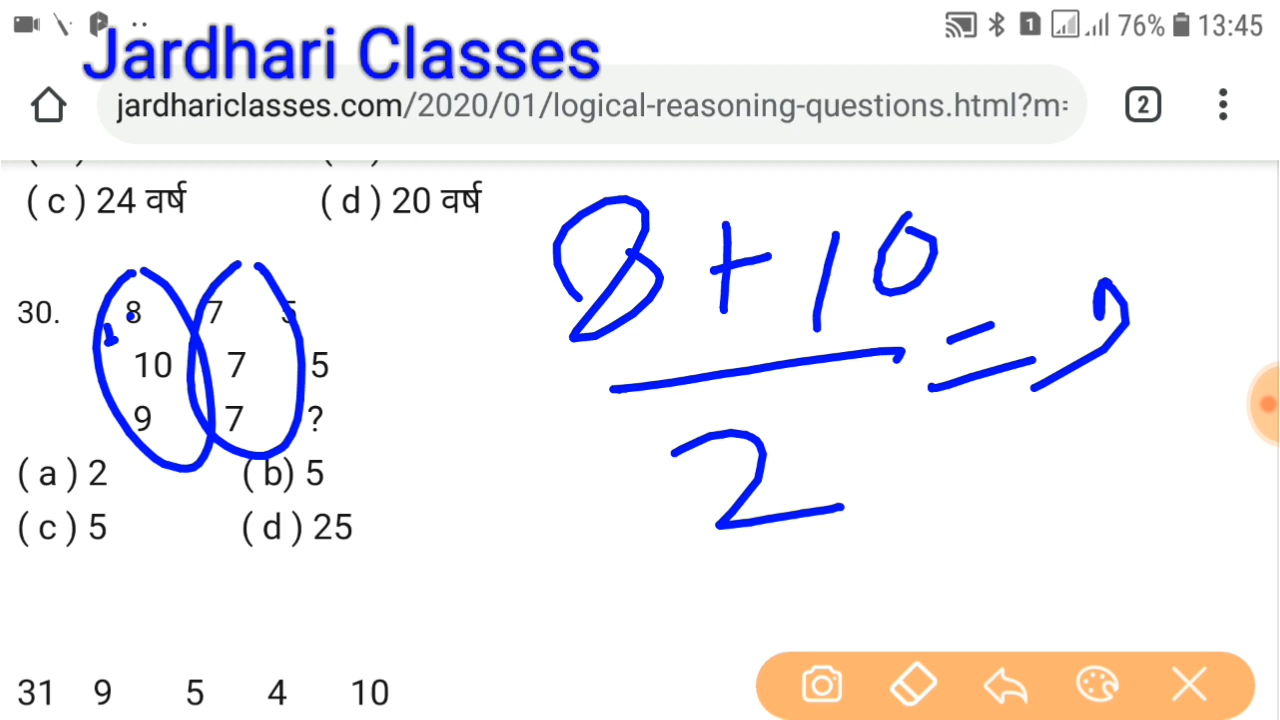 Jardhari Classes
1 76% 13:45
jardhariclasses.com/2020/01/logical-reasoning-questions.html?m=
2
( c ) 24 वर्ष ( d ) 20 वर्ष
30. 8 7 5
10 7 5
9 7 ?
( a ) 2 ( b) 5
( c ) 5 ( d ) 25
8 + 10
=
2
31 9 5 4 10